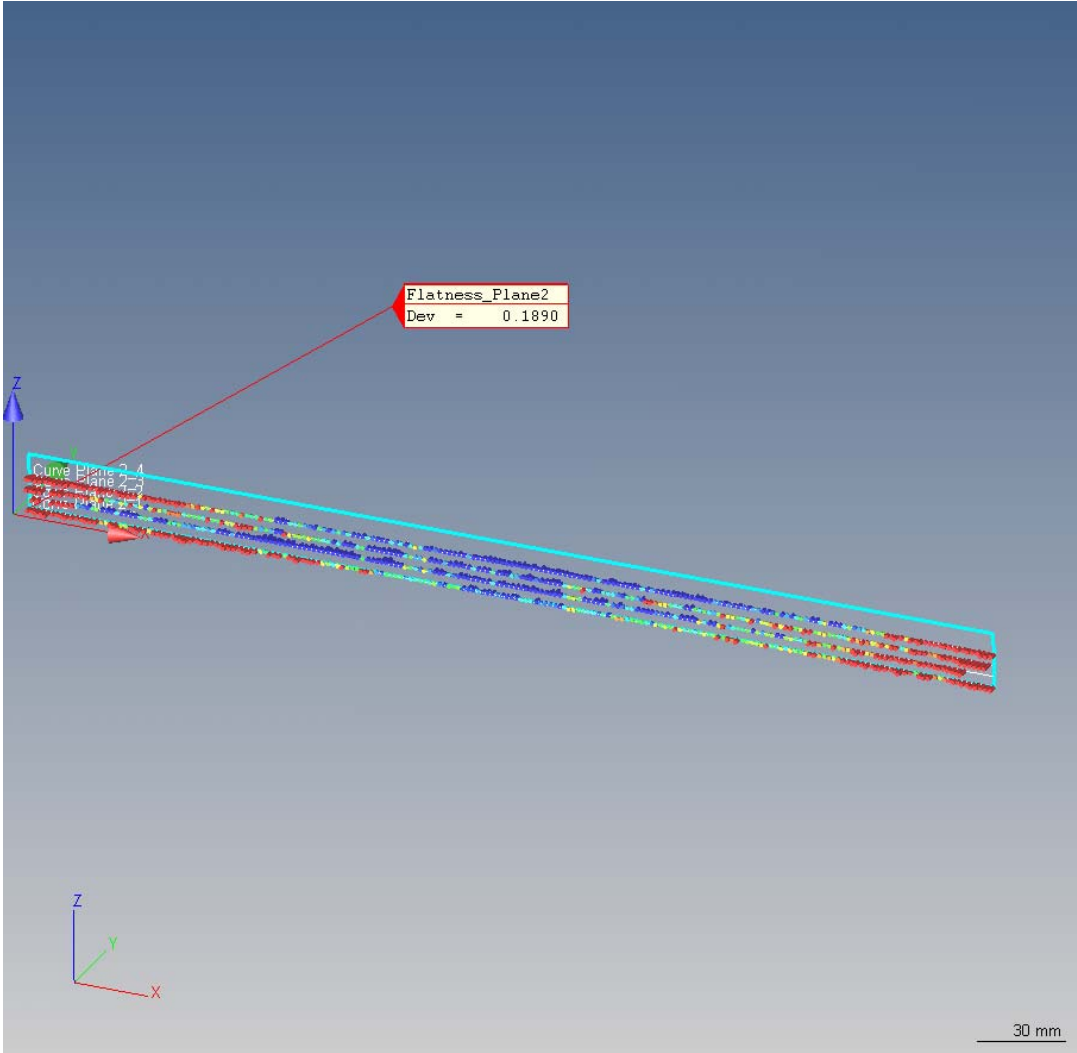 Flatness_Plane2
Dev = 0.1890
Z
Curve Plane 2-4
Z
Y
X
30 mm